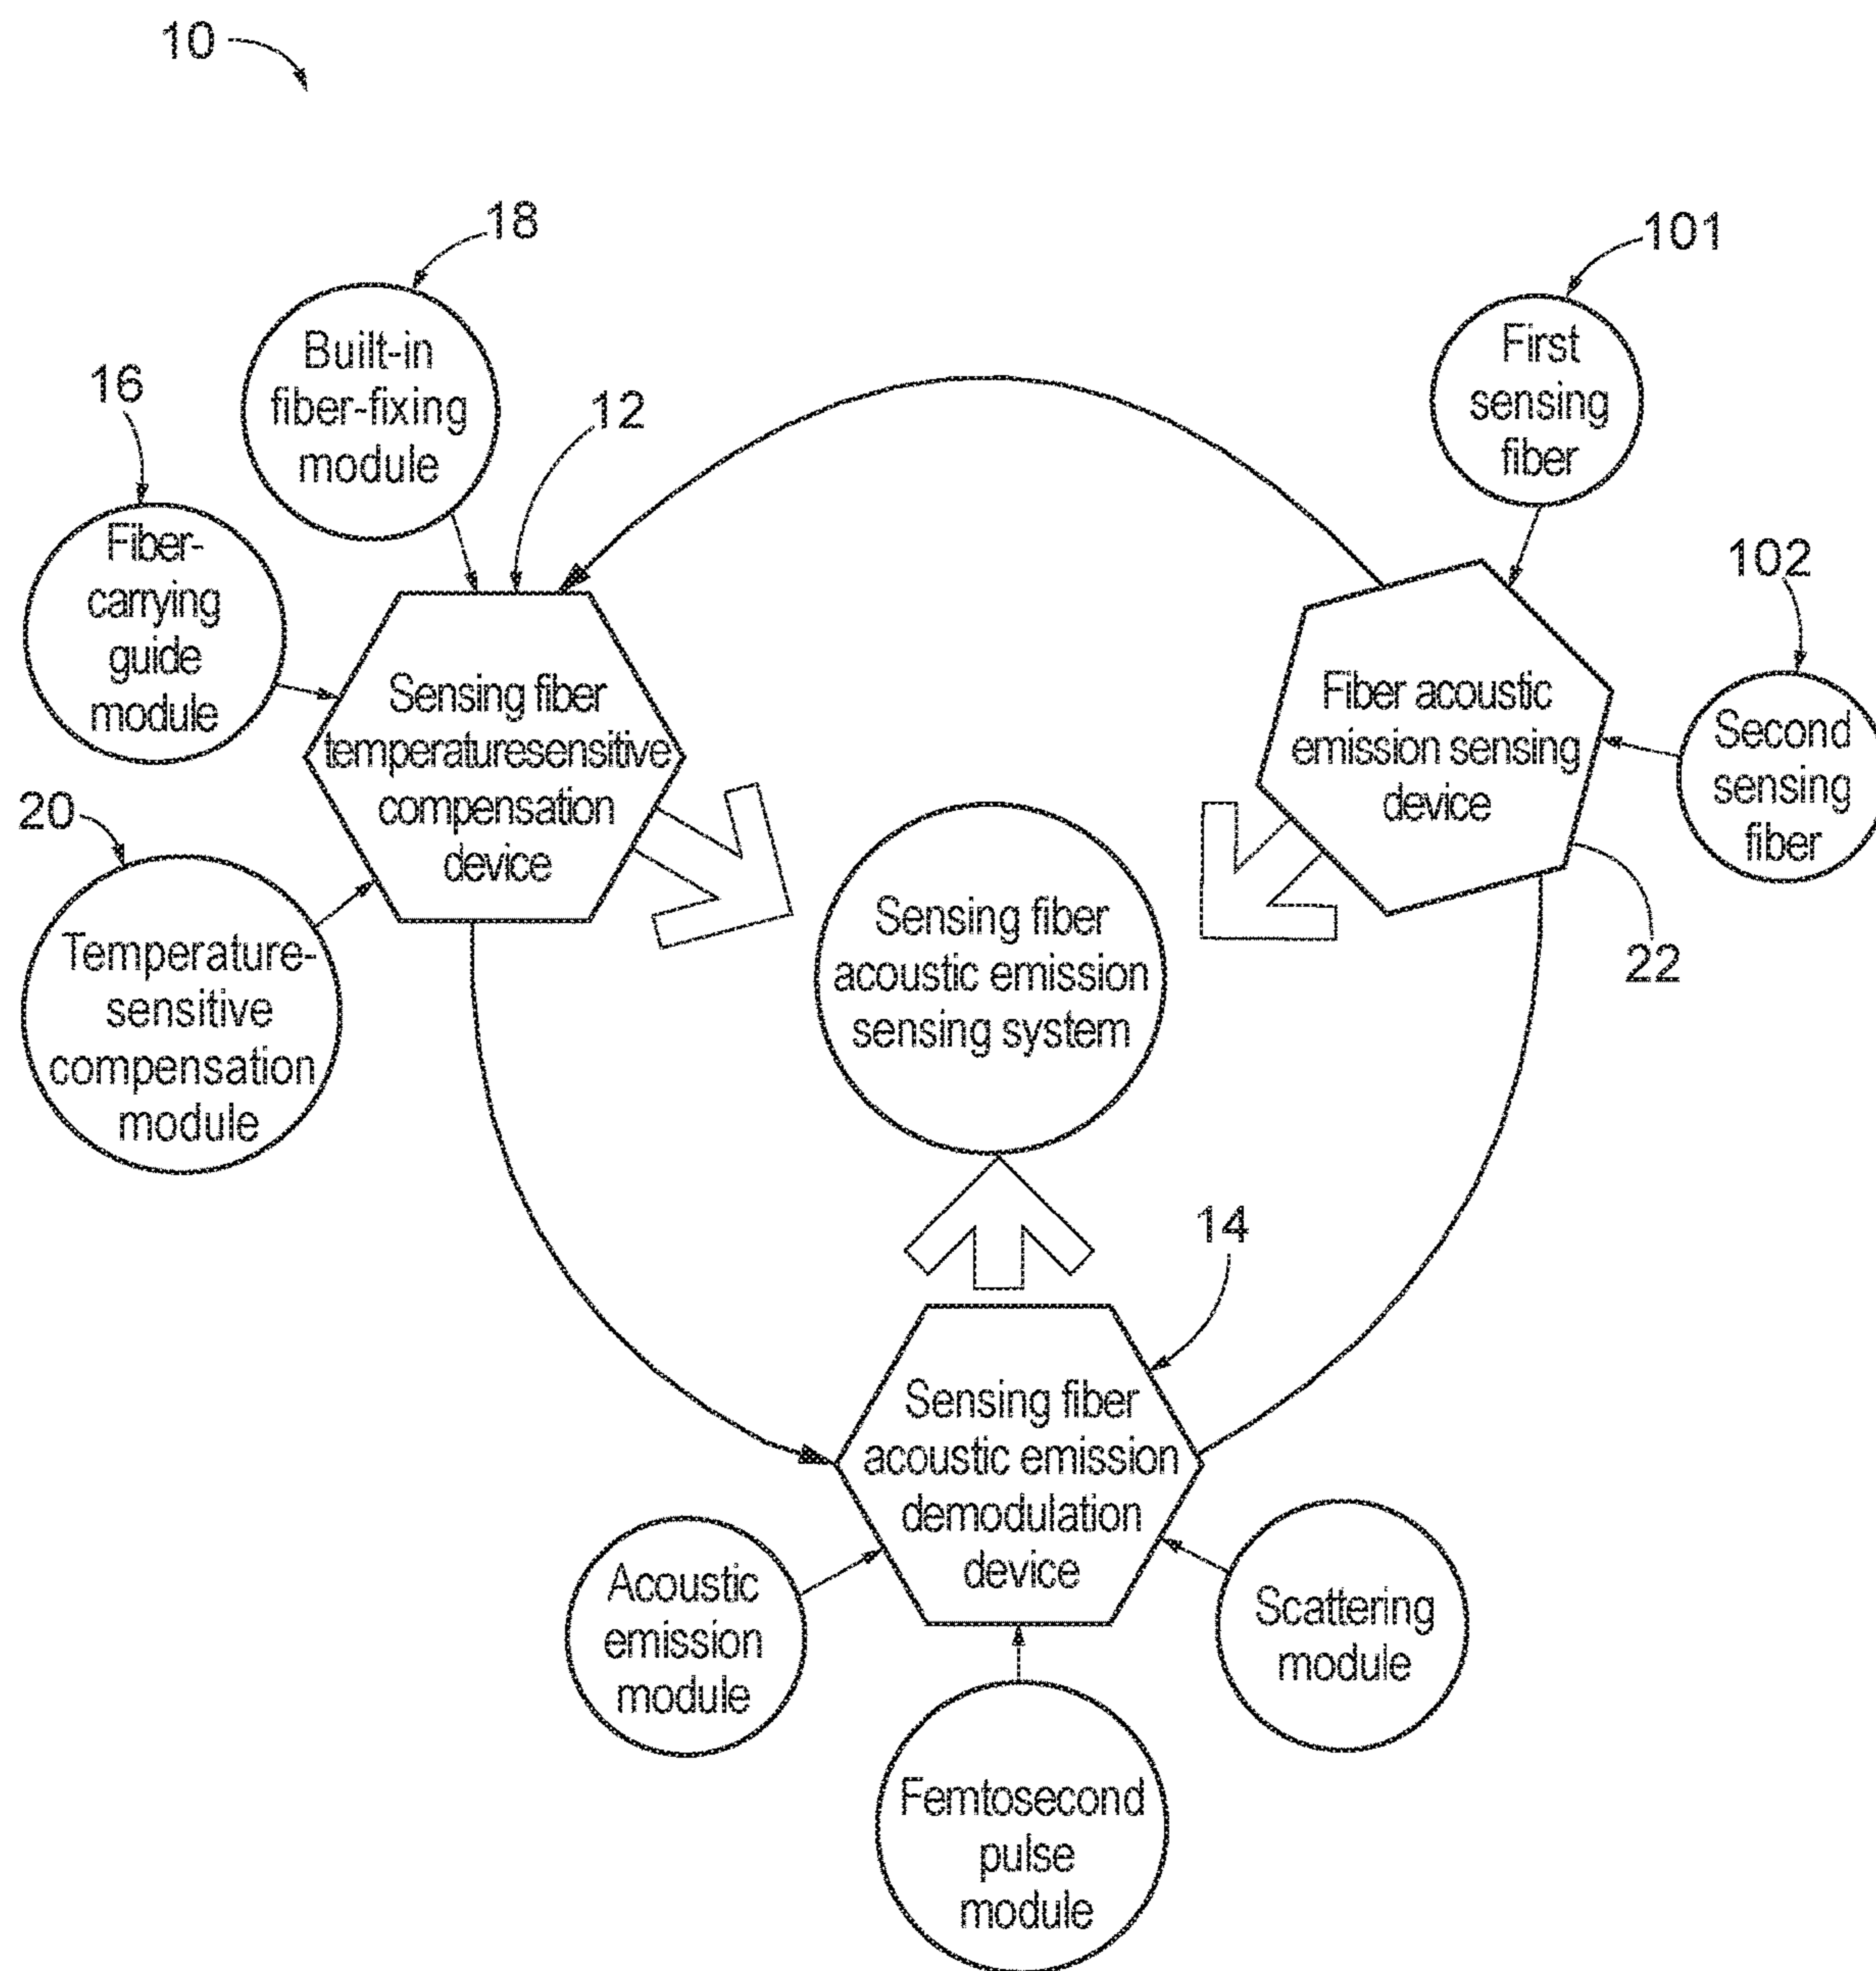 10
18
Built-in
fiber-fixing
module
16
Fiber-
carrying
guide
module
12
101
First
sensing
fiber
102
Second
sensing
fiber
Sensing fiber
temperaturesensitive
compensation
device
Fiber acoustic
emission sensing
device
22
20
Temperature-
sensitive
compensation
module
Sensing fiber
acoustic emission
sensing system
14
Sensing fiber
acoustic emission
demodulation
device
Acoustic
emission
module
Femtosecond
pulse
module
Scattering
module